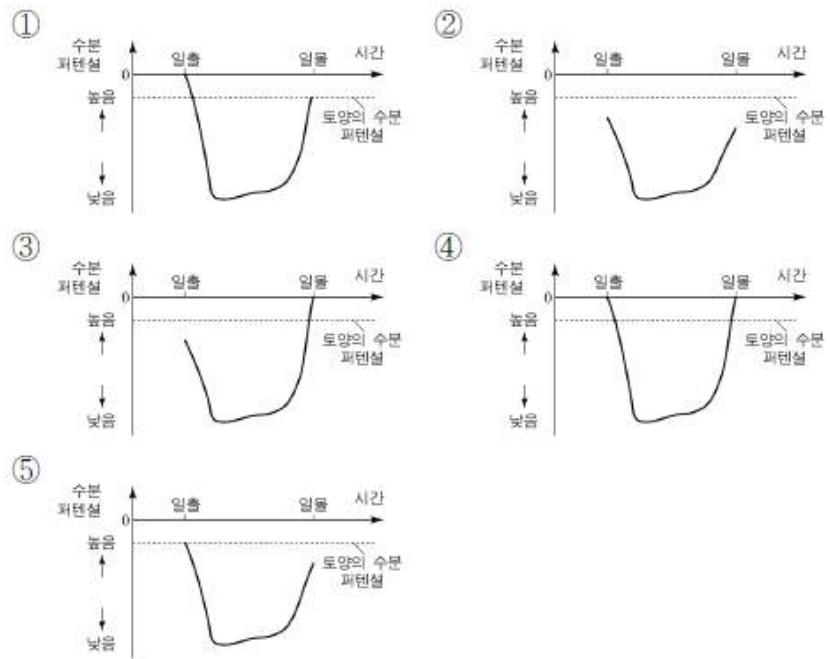 ①
수분
퍼텐셜
일출 일몰 시간
0
높음
토양의 수분
퍼텐셜
낮음
②
수분
퍼텐셜
일출 일몰 시간
0
높음
토양의 수분
퍼텐셜
낮음
③
수분
퍼텐셜
일출 일몰 시간
0
높음
토양의 수분
퍼텐셜
낮음
④
수분
퍼텐셜
일출 일몰 시간
0
높음
토양의 수분
퍼텐셜
낮음
⑤
수분
퍼텐셜
일출 일몰 시간
0
높음
토양의 수분
퍼텐셜
낮음